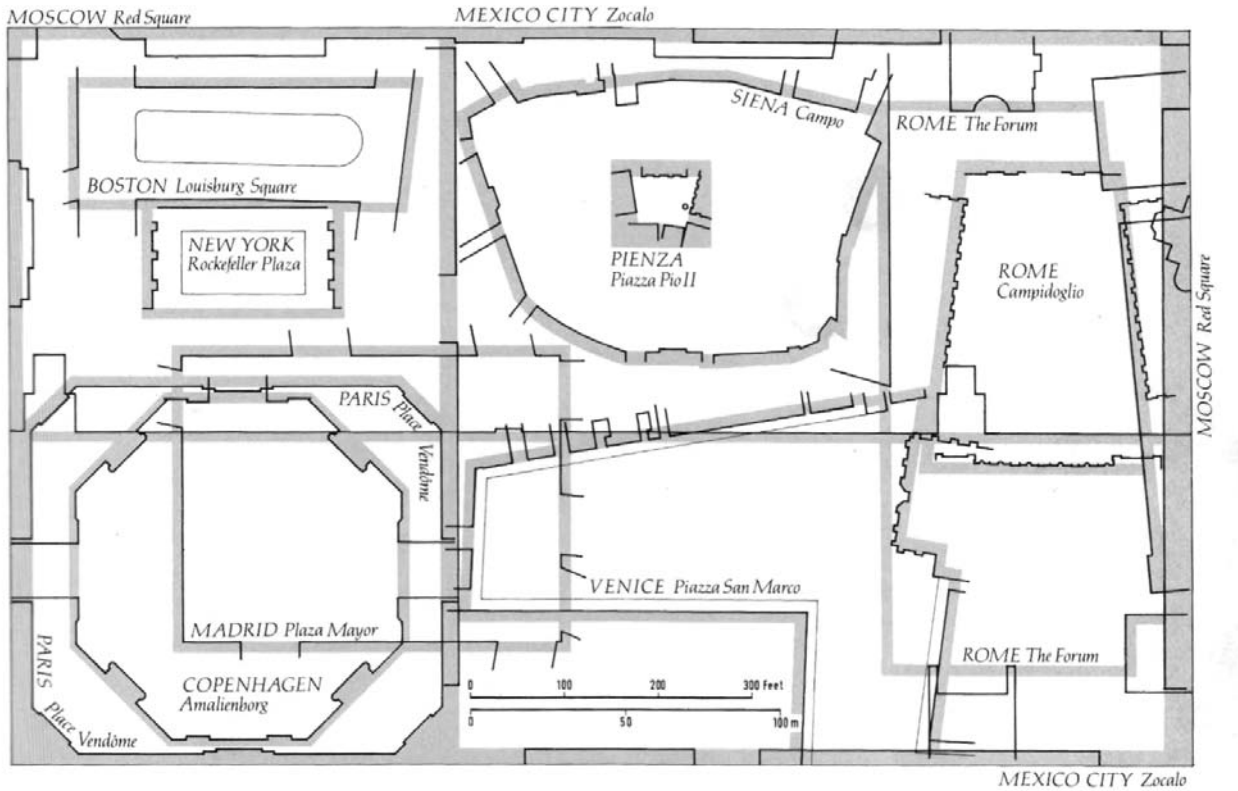 MOSCOW Red Square
MEXICO CITY Zocalo
SIENA Campo
ROME The Forum
BOSTON Louisburg Square
NEW YORK
Rockefeller Plaza
PIENZA
Piazza Pio II
ROME
Campidoglio
MOSCOW Red Square
PARIS Place Vendôme
VENICE Piazza San Marco
MADRID Plaza Mayor
PARIS
Place Vendôme
COPENHAGEN
Amalienborg
ROME The Forum
0 100 200 300 Feet
0 50 100 m
MEXICO CITY Zocalo